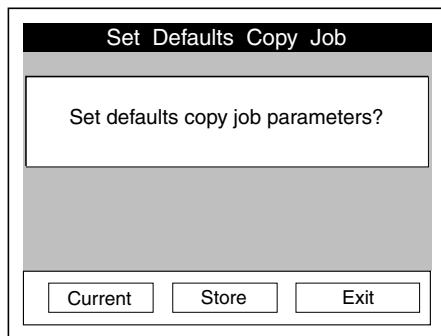 Set Defaults Copy Job
Set defaults copy job parameters?
Current Store Exit